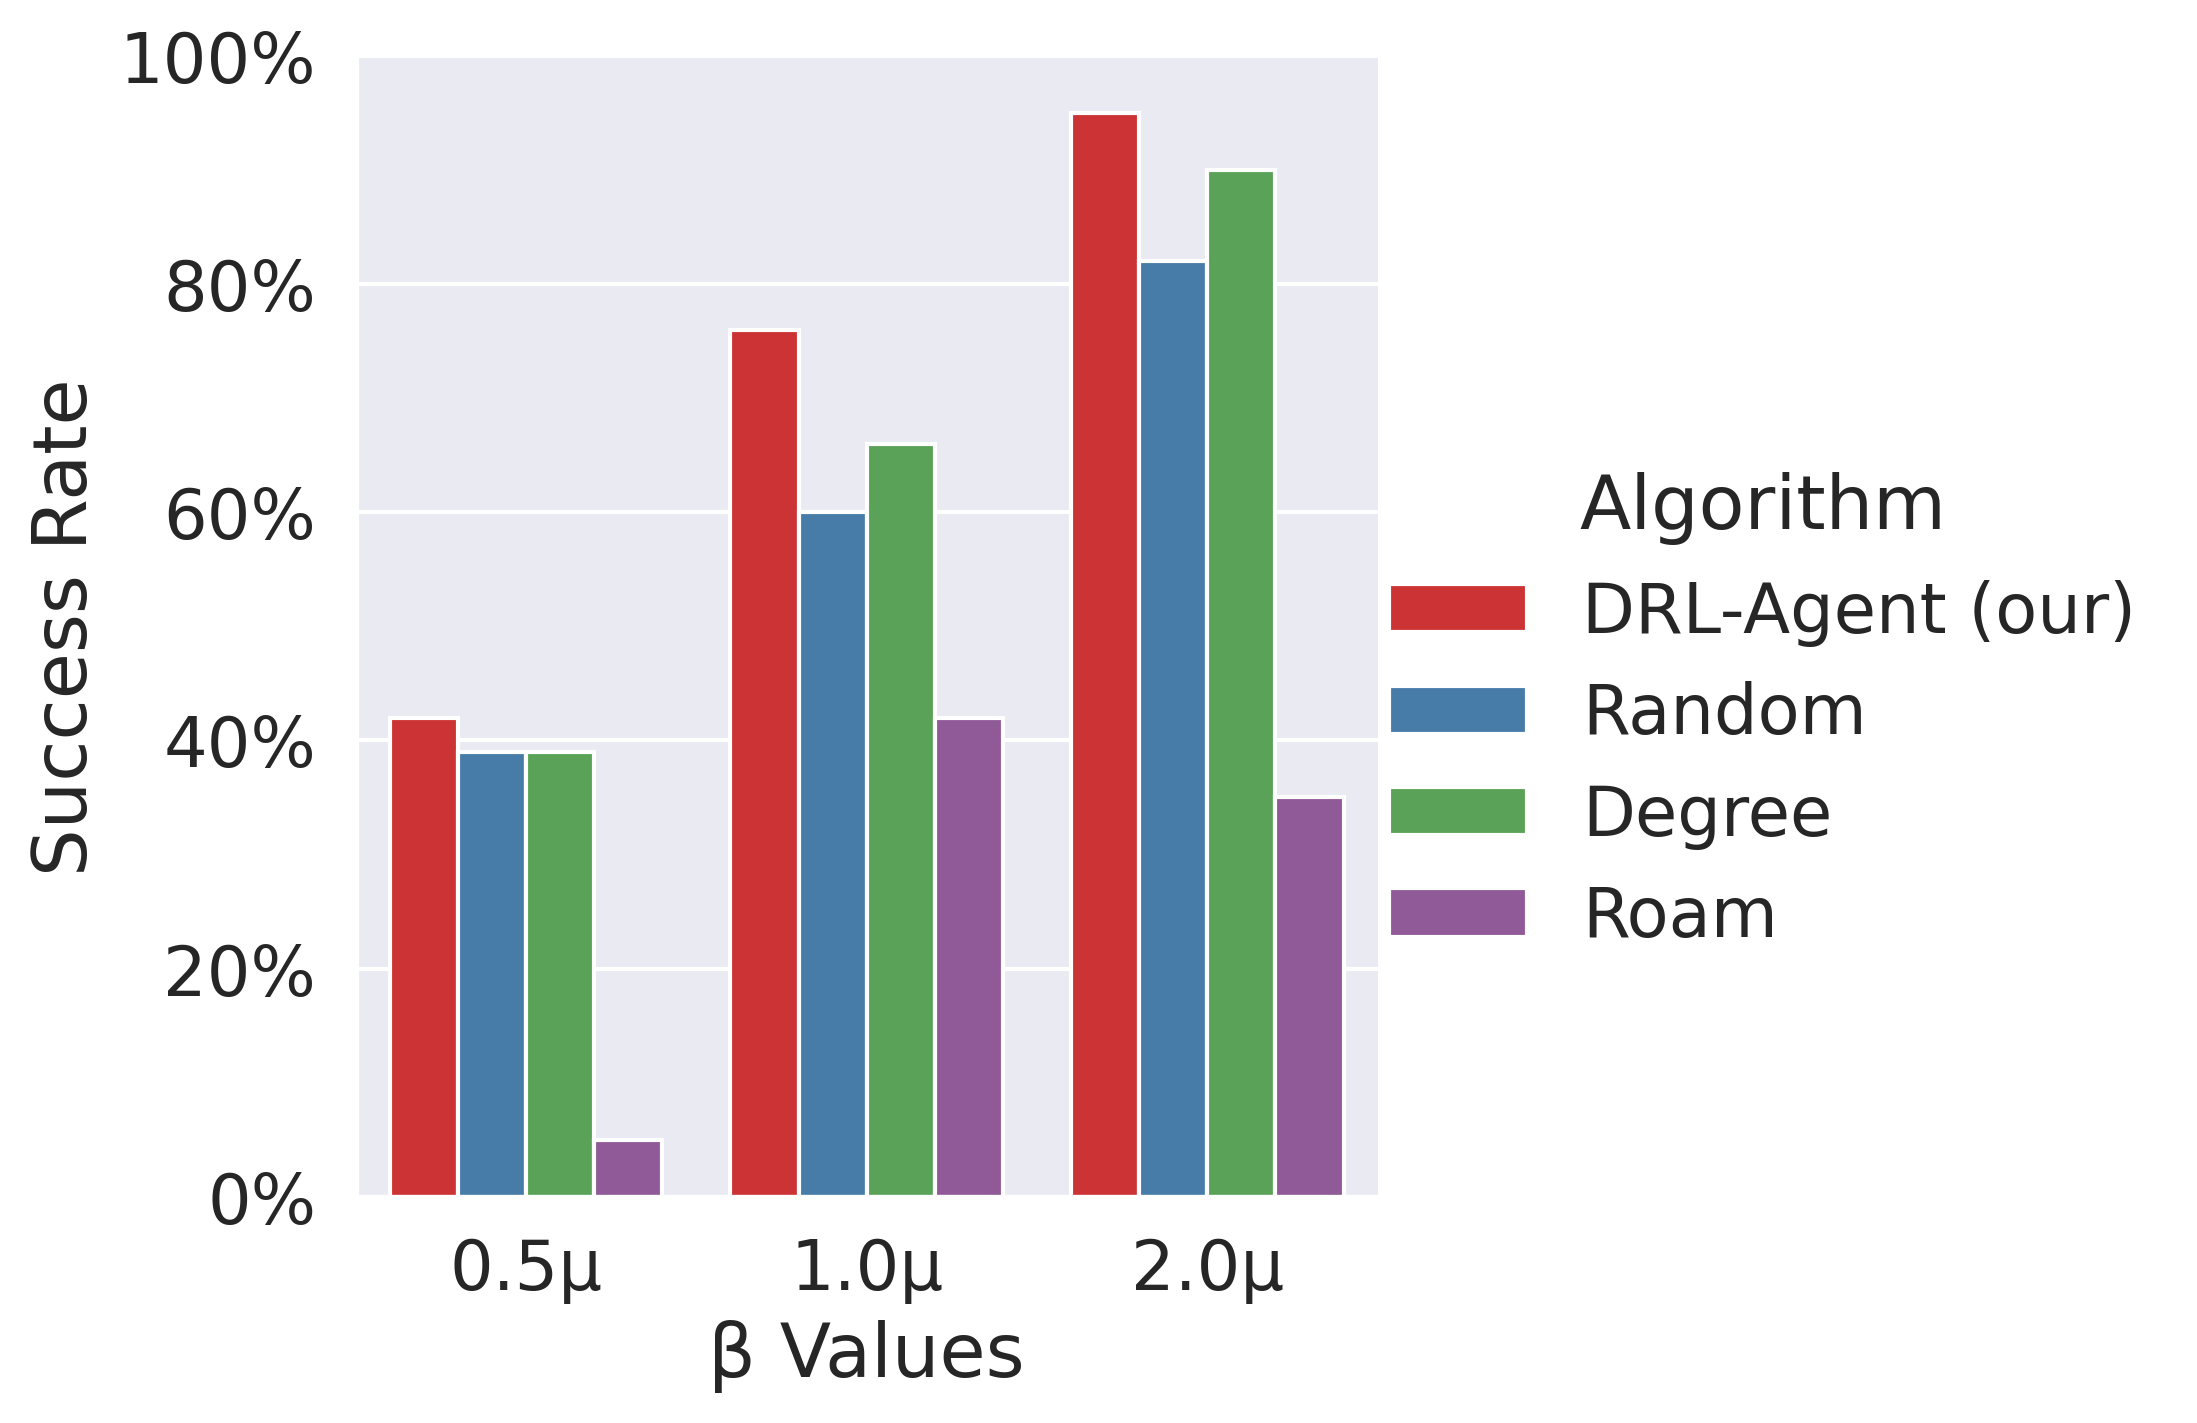 100%
80%
60%
40%
20%
0%
Success Rate
0.5μ 1.0μ 2.0μ
β Values
Algorithm
DRL-Agent (our)
Random
Degree
Roam